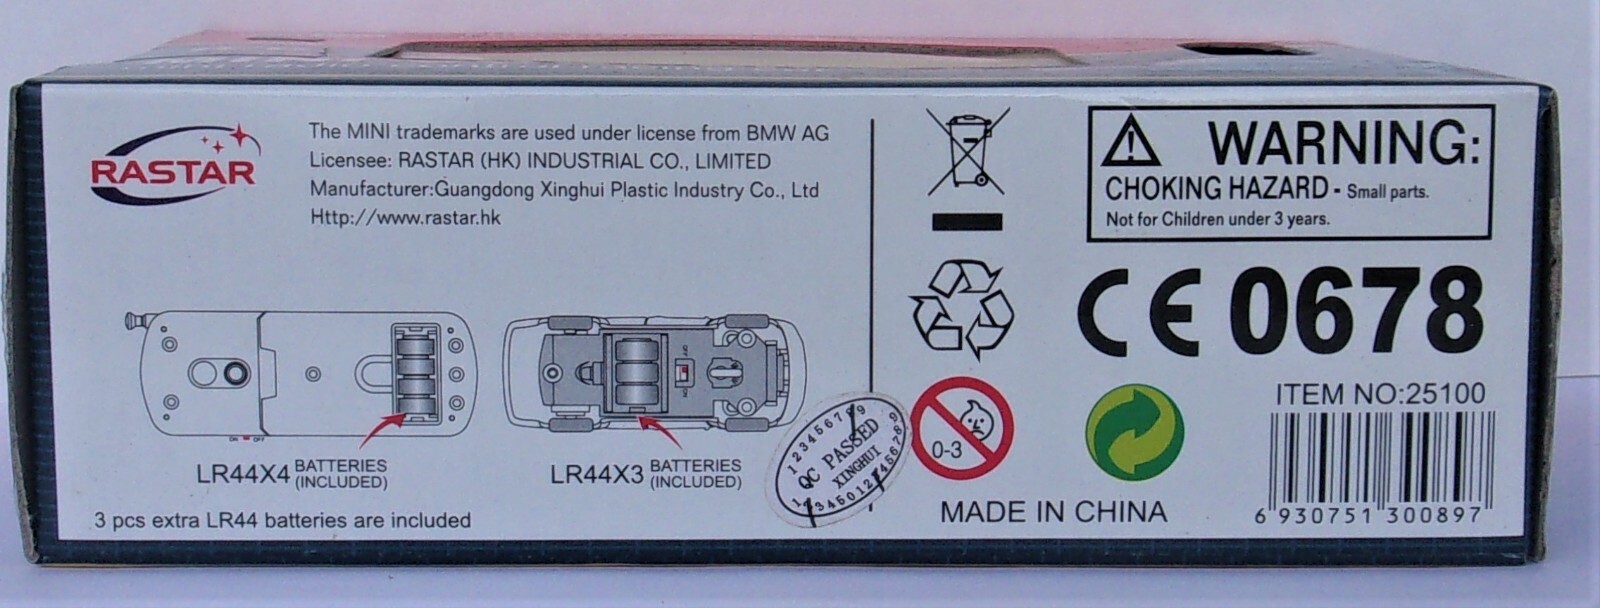 RASTAR
The MINI trademarks are used under license from BMW AG
Licensee: RASTAR (HK) INDUSTRIAL CO., LIMITED
Manufacturer:Guangdong Xinghui Plastic Industry Co., Ltd
Http://www.rastar.hk
ON OFF
LR44X4 BATTERIES
(INCLUDED)
OFF
ON
LR44X3 BATTERIES
(INCLUDED)
3 pcs extra LR44 batteries are included
QC PASSED
XINGHUI
WARNING:
CHOKING HAZARD - Small parts.
Not for Children under 3 years.
CE 0678
0-3
MADE IN CHINA
ITEM NO:25100
6 930751 300897